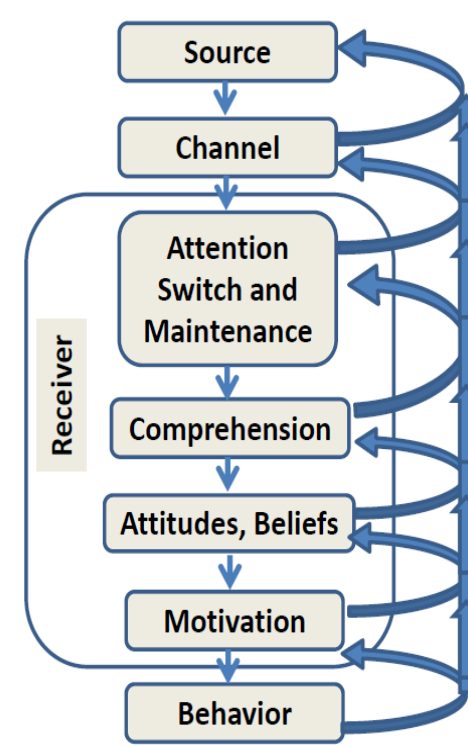 Source
Channel
Attention
Switch and
Maintenance
Receiver
Comprehension
Attitudes, Beliefs
Motivation
Behavior